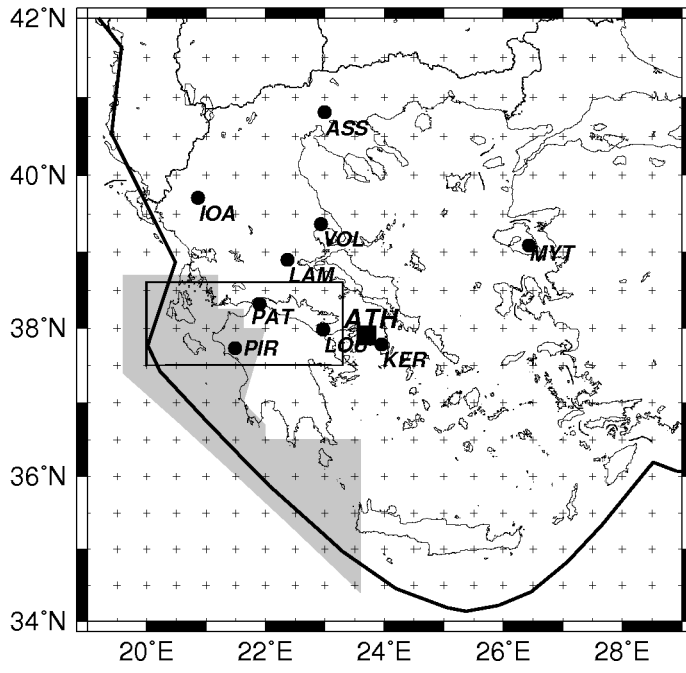 42°N
ASS
40°N
IOA
VOL
MYT
LAM
ATH
PAT
38°N
LOU
PIR
KER
36°N
34°N
20°E 22°E 24°E 26°E 28°E